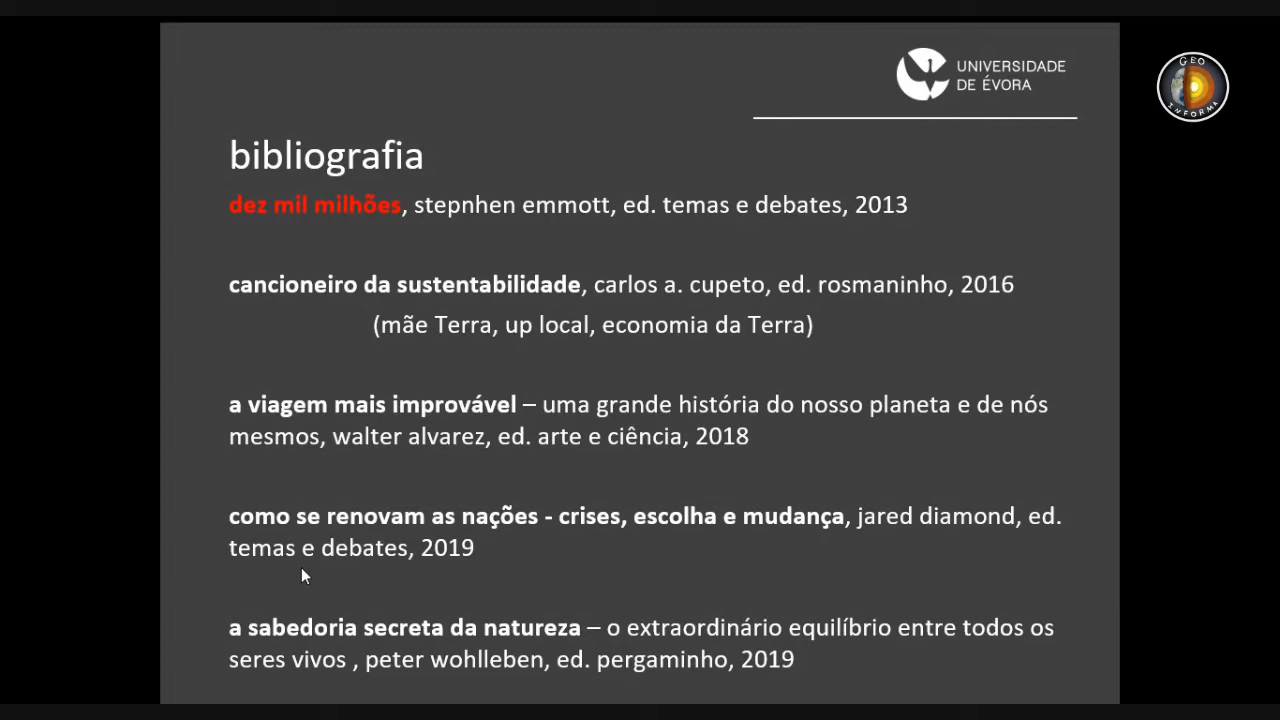 UNIVERSIDADE
DE ÉVORA
GEO
INFORMA
bibliografia
dez mil milhões, stepnhen emmott, ed. temas e debates, 2013
cancioneiro da sustentabilidade, carlos a. cupeto, ed. rosmaninho, 2016
(mãe Terra, up local, economia da Terra)
a viagem mais improvável – uma grande história do nosso planeta e de nós
mesmos, walter alvarez, ed. arte e ciência, 2018
como se renovam as nações - crises, escolha e mudança, jared diamond, ed.
temas e debates, 2019
a sabedoria secreta da natureza – o extraordinário equilíbrio entre todos os
seres vivos , peter wohlleben, ed. pergaminho, 2019